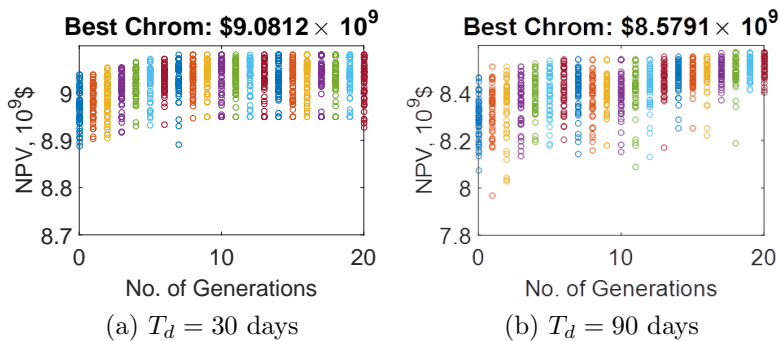 Best Chrom: $9.0812 × 10^9
NPV, 10^9$
9
8.9
8.8
8.7
0 10 20
No. of Generations
(a) T_d = 30 days
Best Chrom: $8.5791 × 10^9
NPV, 10^9$
8.4
8.2
8
7.8
0 10 20
No. of Generations
(b) T_d = 90 days